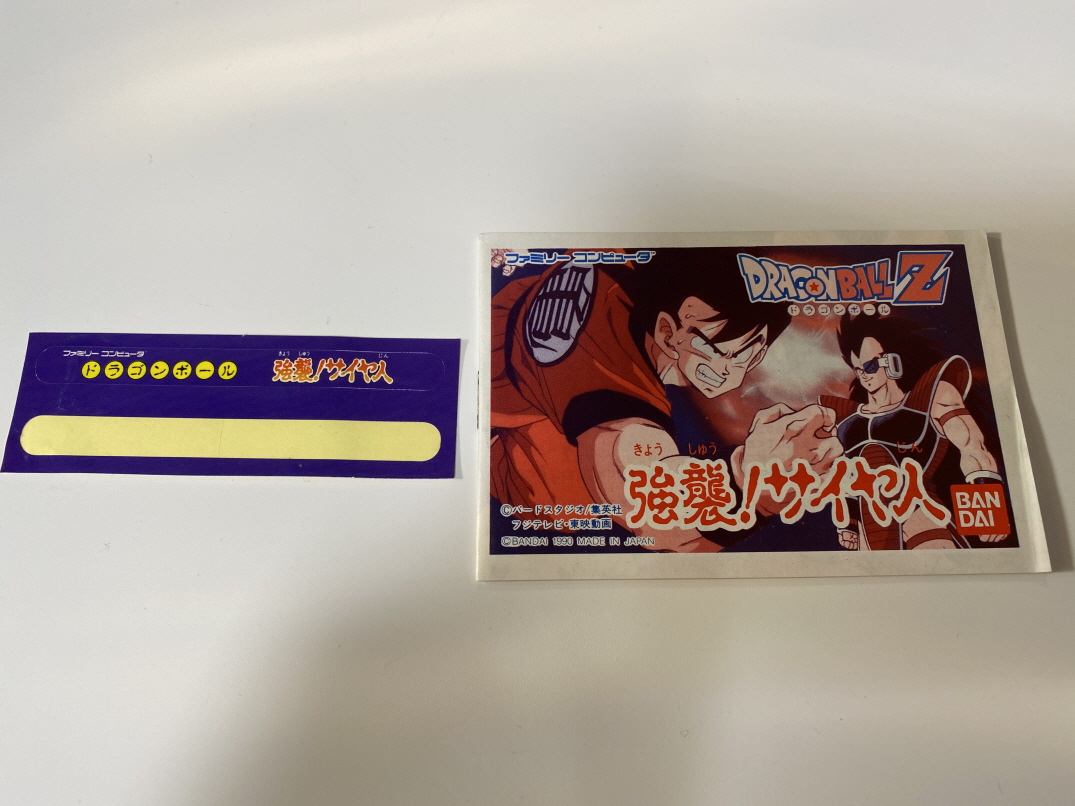 ファミリー コンピュータ
ドラゴンボール
きょう しゅう じん
強襲!サイヤ人
ファミリー コンピュータ
DRAGON BALL Z
ドラゴンボール
きょう しゅう じん
強襲!サイヤ人
©バードスタジオ/集英社
フジテレビ・東映動画
©BANDAI 1990 MADE IN JAPAN
BAN
DAI